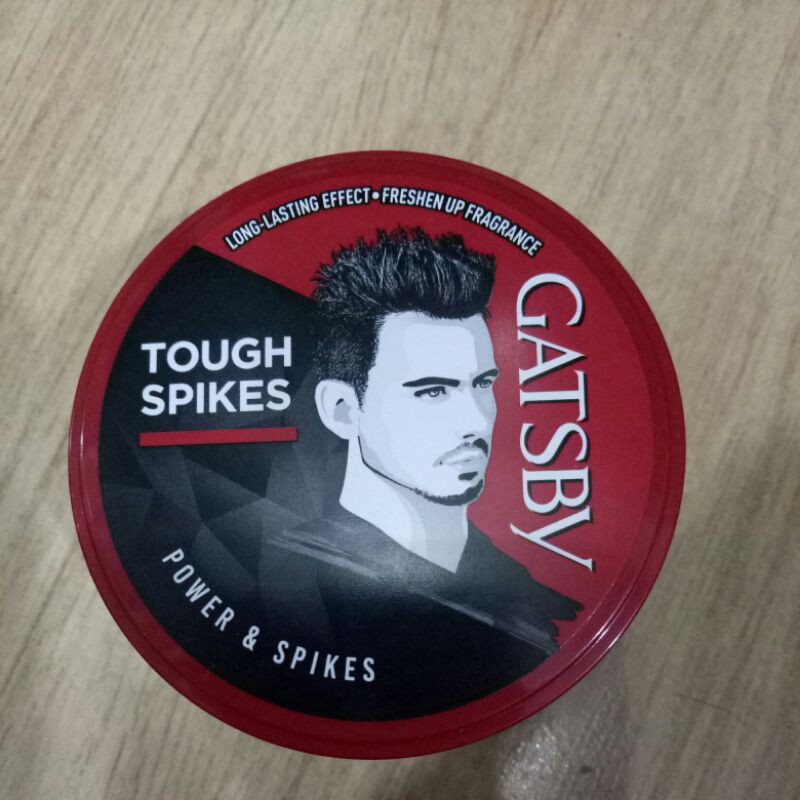 LONG-LASTING EFFECT•FRESHEN UP FRAGRANCE
GATSBY
TOUGH
SPIKES
POWER & SPIKES